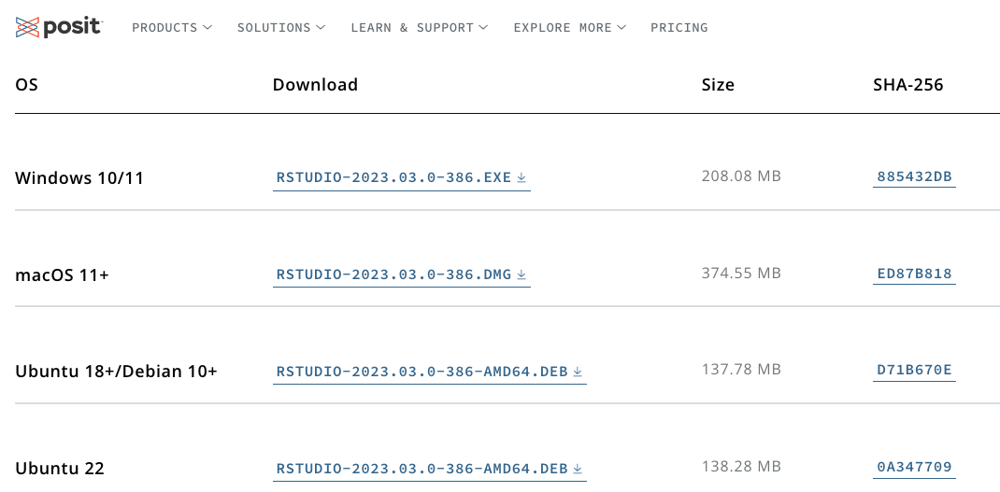 posit PRODUCTS SOLUTIONS LEARN & SUPPORT EXPLORE MORE PRICING
OS Download Size SHA-256
Windows 10/11 RSTUDIO-2023.03.0-386.EXE 208.08 MB 885432DB
macOS 11+ RSTUDIO-2023.03.0-386.DMG 374.55 MB ED87B818
Ubuntu 18+/Debian 10+ RSTUDIO-2023.03.0-386-AMD64.DEB 137.78 MB D71B670E
Ubuntu 22 RSTUDIO-2023.03.0-386-AMD64.DEB 138.28 MB 0A347709